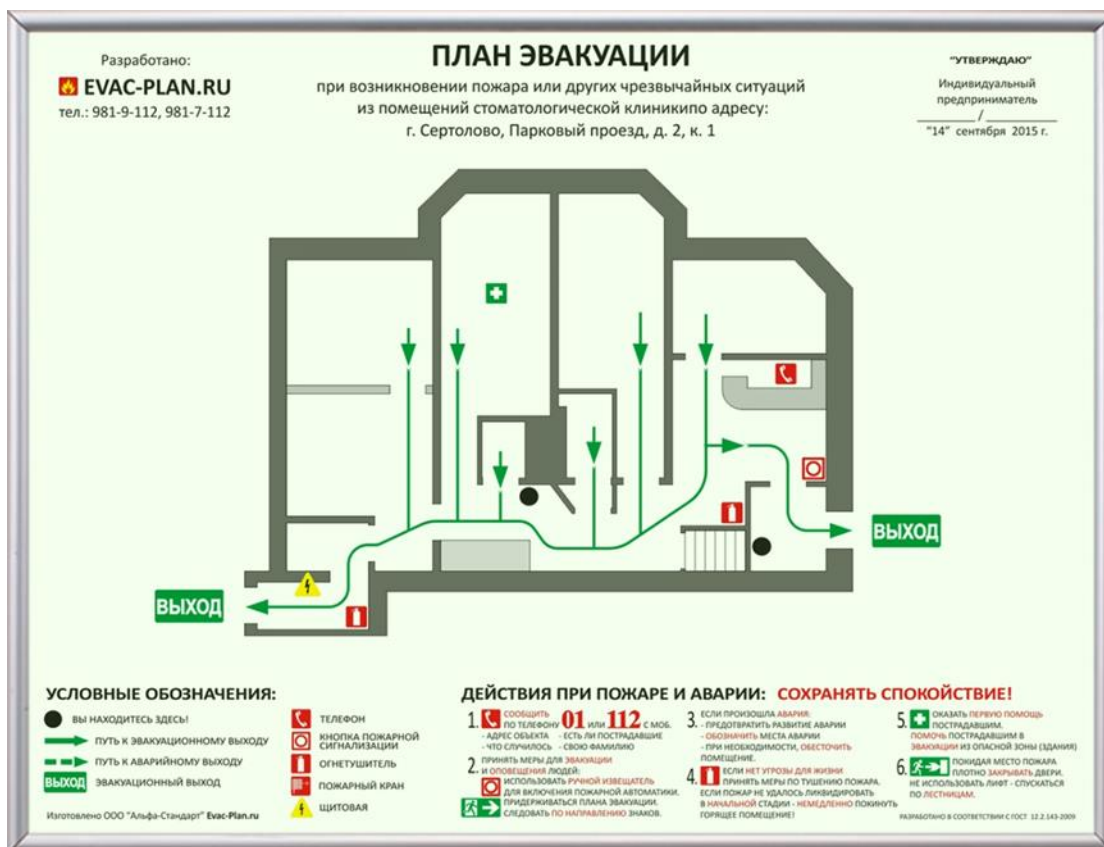 Разработано:
EVAC-PLAN.RU
тел.: 981-9-112, 981-7-112
ПЛАН ЭВАКУАЦИИ
при возникновении пожара или других чрезвычайных ситуаций
из помещений стоматологической клиникипо адресу:
г. Сертолово, Парковый проезд, д. 2, к. 1
"УТВЕРЖДАЮ"
Индивидуальный
предприниматель
/
"14" сентября 2015 г.
ВЫХОД
ВЫХОД
УСЛОВНЫЕ ОБОЗНАЧЕНИЯ:
ВЫ НАХОДИТЕСЬ ЗДЕСЬ!
ПУТЬ К ЭВАКУАЦИОННОМУ ВЫХОДУ
ПУТЬ К АВАРИЙНОМУ ВЫХОДУ
ВЫХОД ЭВАКУАЦИОННЫЙ ВЫХОД
Изготовлено ООО "Альфа-Стандарт" Evac-Plan.ru
ТЕЛЕФОН
КНОПКА ПОЖАРНОЙ
СИГНАЛИЗАЦИИ
ОГНЕТУШИТЕЛЬ
ПОЖАРНЫЙ КРАН
ЩИТОВАЯ
ДЕЙСТВИЯ ПРИ ПОЖАРЕ И АВАРИИ: СОХРАНЯТЬ СПОКОЙСТВИЕ!
1. СООБЩИТЬ
ПО ТЕЛЕФОНУ 01 ИЛИ 112 С МОБ.
- АДРЕС ОБЪЕКТА - ЕСТЬ ЛИ ПОСТРАДАВШИЕ
- ЧТО СЛУЧИЛОСЬ - СВОЮ ФАМИЛИЮ
2. ПРИНЯТЬ МЕРЫ ДЛЯ ЭВАКУАЦИИ
И ОПОВЕЩЕНИЯ ЛЮДЕЙ:
ИСПОЛЬЗОВАТЬ РУЧНОЙ ИЗВЕЩАТЕЛЬ
ДЛЯ ВКЛЮЧЕНИЯ ПОЖАРНОЙ АВТОМАТИКИ.
ПРИДЕРЖИВАТЬСЯ ПЛАНА ЭВАКУАЦИИ.
СЛЕДОВАТЬ ПО НАПРАВЛЕНИЮ ЗНАКОВ.
3. ЕСЛИ ПРОИЗОШЛА АВАРИЯ:
- ПРЕДОТВРАТИТЬ РАЗВИТИЕ АВАРИИ
- ОБОЗНАЧИТЬ МЕСТА АВАРИИ
- ПРИ НЕОБХОДИМОСТИ, ОБЕСТОЧИТЬ
ПОМЕЩЕНИЕ.
4. ЕСЛИ НЕТ УГРОЗЫ ДЛЯ ЖИЗНИ
ПРИНЯТЬ МЕРЫ ПО ТУШЕНИЮ ПОЖАРА.
ЕСЛИ ПОЖАР НЕ УДАЛОСЬ ЛИКВИДИРОВАТЬ
В НАЧАЛЬНОЙ СТАДИИ - НЕМЕДЛЕННО ПОКИНУТЬ
ГОРЯЩЕЕ ПОМЕЩЕНИЕ!
5. ОКАЗАТЬ ПЕРВУЮ ПОМОЩЬ
ПОСТРАДАВШИМ.
ПОМОЧЬ ПОСТРАДАВШИМ В
ЭВАКУАЦИИ ИЗ ОПАСНОЙ ЗОНЫ (ЗДАНИЯ)
6. ПОКИДАЯ МЕСТО ПОЖАРА
ПЛОТНО ЗАКРЫВАТЬ ДВЕРИ.
НЕ ИСПОЛЬЗОВАТЬ ЛИФТ - СПУСКАТЬСЯ
ПО ЛЕСТНИЦАМ.
РАЗРАБОТАНО В СООТВЕТСТВИИ С ГОСТ 12.2.143-2009